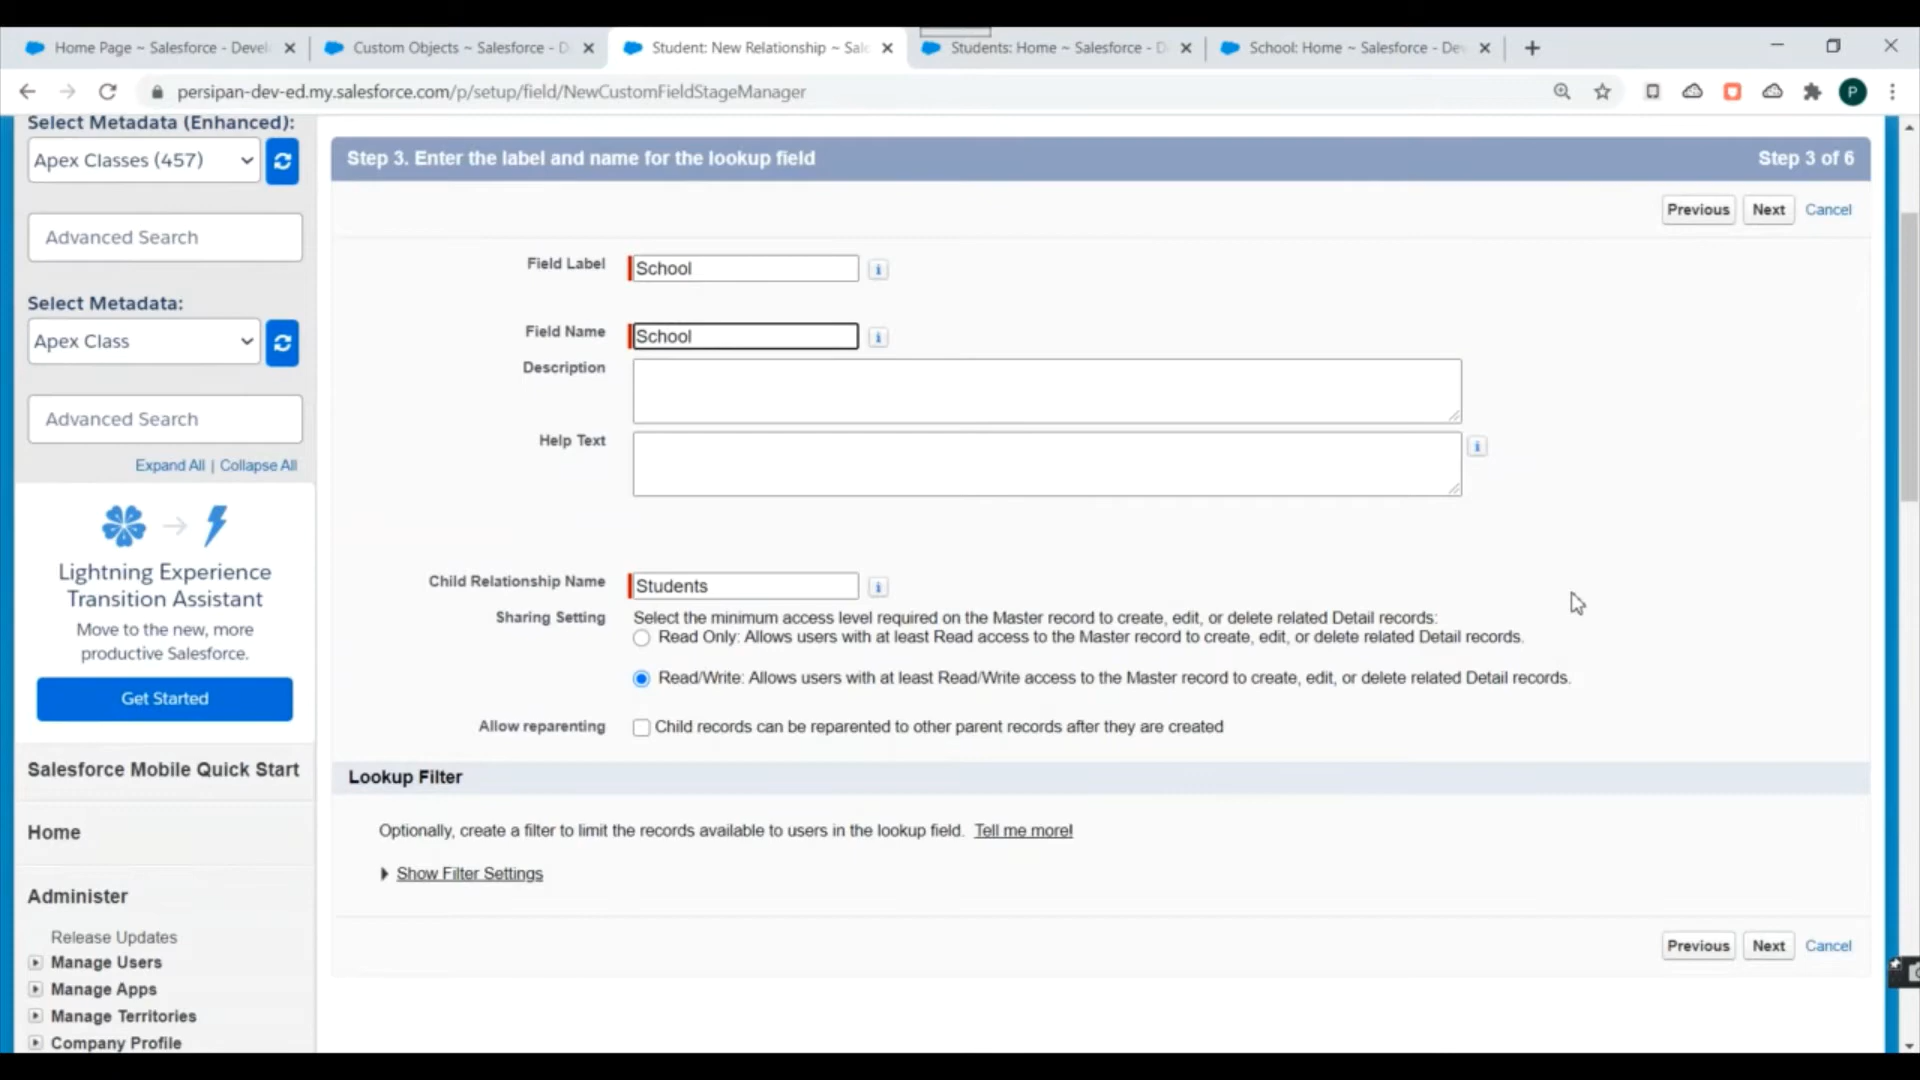 Home Page ~ Salesforce - Devel
Custom Objects ~ Salesforce - D
Student: New Relationship ~ Sale
Students: Home ~ Salesforce - D
School: Home ~ Salesforce - Dev
persipan-dev-ed.my.salesforce.com/p/setup/field/NewCustomFieldStageManager
P
Select Metadata (Enhanced):
Apex Classes (457)
Advanced Search
Select Metadata:
Apex Class
Advanced Search
Expand All | Collapse All
Lightning Experience
Transition Assistant
Move to the new, more
productive Salesforce.
Get Started
Salesforce Mobile Quick Start
Home
Administer
Release Updates
Manage Users
Manage Apps
Manage Territories
Company Profile
Step 3. Enter the label and name for the lookup field
Step 3 of 6
Previous Next Cancel
Field Label School
Field Name School
Description
Help Text
Child Relationship Name Students
Sharing Setting Select the minimum access level required on the Master record to create, edit, or delete related Detail records:
Read Only: Allows users with at least Read access to the Master record to create, edit, or delete related Detail records.
Read/Write: Allows users with at least Read/Write access to the Master record to create, edit, or delete related Detail records.
Allow reparenting Child records can be reparented to other parent records after they are created
Lookup Filter
Optionally, create a filter to limit the records available to users in the lookup field. Tell me more!
Show Filter Settings
Previous Next Cancel